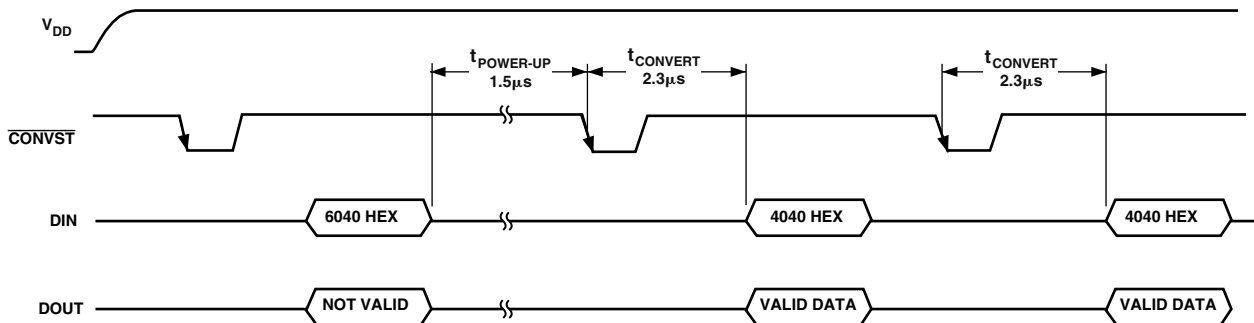 VDD
tPOWER-UP
1.5µs
tCONVERT
2.3µs
tCONVERT
2.3µs
CONVST
DIN
6040 HEX
4040 HEX
4040 HEX
DOUT
NOT VALID
VALID DATA
VALID DATA